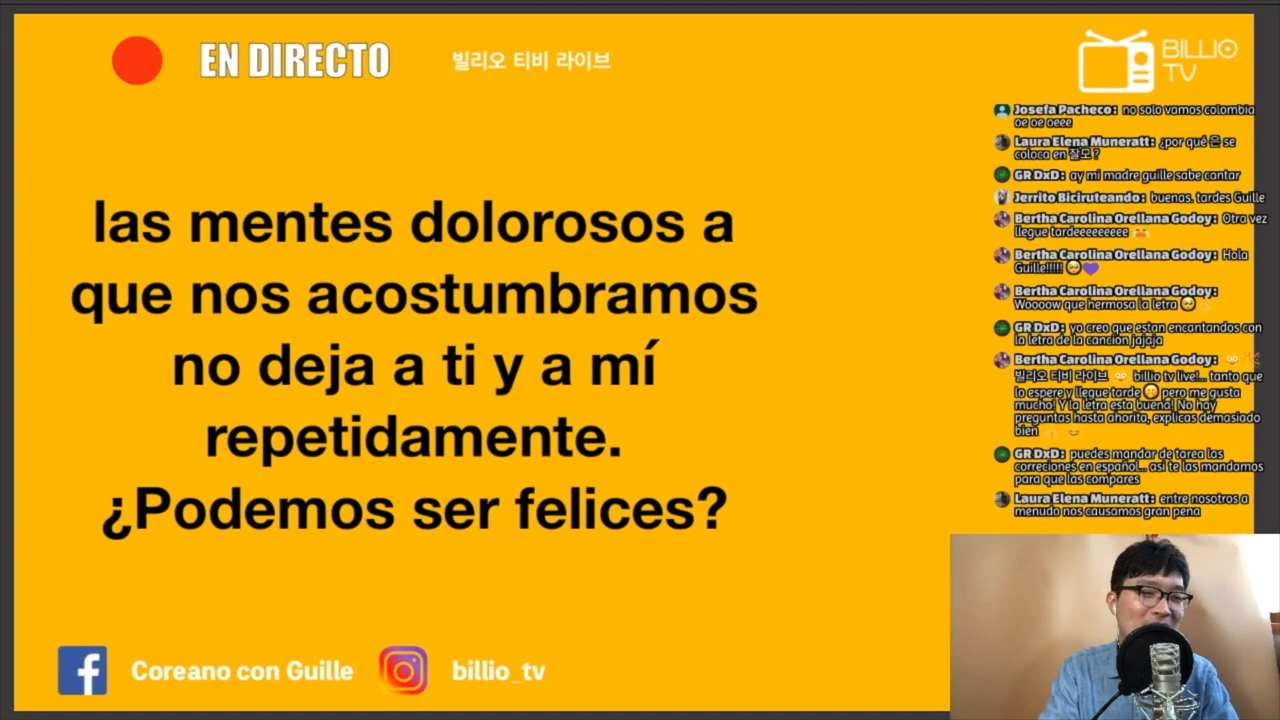 EN DIRECTO
빌리오 티비 라이브
BILLIO
TV
las mentes dolorosos a
que nos acostumbramos
no deja a ti y a mí
repetidamente.
¿Podemos ser felices?
Josefa Pacheco: no solo vamos colombia
oe oe oeee
Laura Elena Muneratt: ¿por qué 은 se
coloca en 잘모?
GR DxD: ay mi madre guille sabe cantar
Jerrito Biciruteando: buenas, tardes Guille
Bertha Carolina Orellana Godoy: Otra vez
llegue tardeeeeeeeee
Bertha Carolina Orellana Godoy: Hola
Guille!!!!!
Bertha Carolina Orellana Godoy:
Woooow que hermosa la letra
GR DxD: yo creo que estan encantandos con
la letra de la cancion jajaja
Bertha Carolina Orellana Godoy:
빌리오 티비 라이브 billio tv live!... tanto que
lo espere y llegue tarde pero me gusta
mucho! Y la letra esta buena! No hay
preguntas hasta ahorita, explicas demasiado
bien
GR DxD: puedes mandar de tarea las
correciones en español... asi te las mandamos
para que las compares
Laura Elena Muneratt: entre nosotros a
menudo nos causamos gran pena
Coreano con Guille
billio_tv